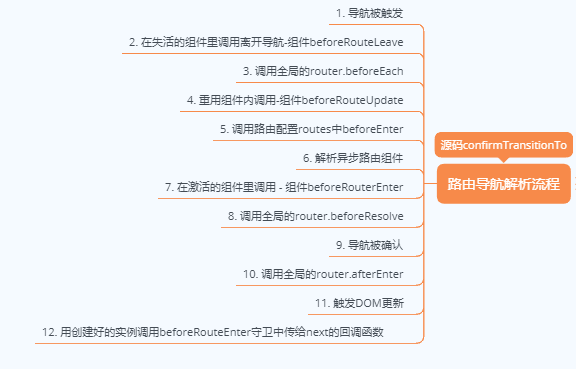 1. 导航被触发
2. 在失活的组件里调用离开导航-组件beforeRouteLeave
3. 调用全局的router.beforeEach
4. 重用组件内调用-组件beforeRouteUpdate
5. 调用路由配置routes中beforeEnter
6. 解析异步路由组件
7. 在激活的组件里调用 - 组件beforeRouterEnter
8. 调用全局的router.beforeResolve
9. 导航被确认
10. 调用全局的router.afterEnter
11. 触发DOM更新
12. 用创建好的实例调用beforeRouteEnter守卫中传给next的回调函数
源码confirmTransitionTo
路由导航解析流程